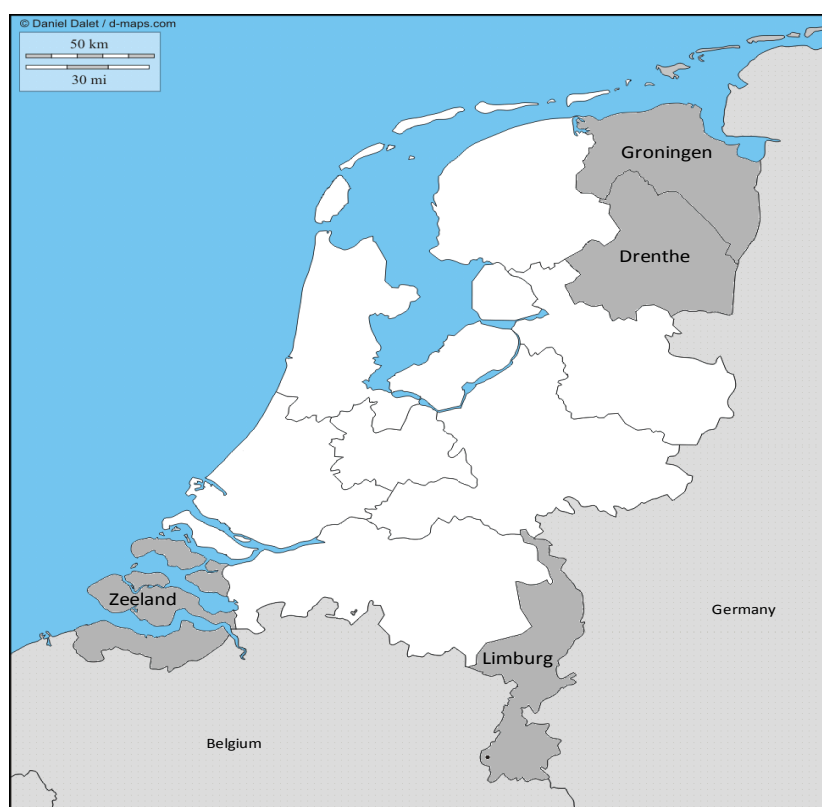 © Daniel Dalet / d-maps.com
50 km
30 mi
Groningen
Drenthe
Zeeland
Germany
Limburg
Belgium